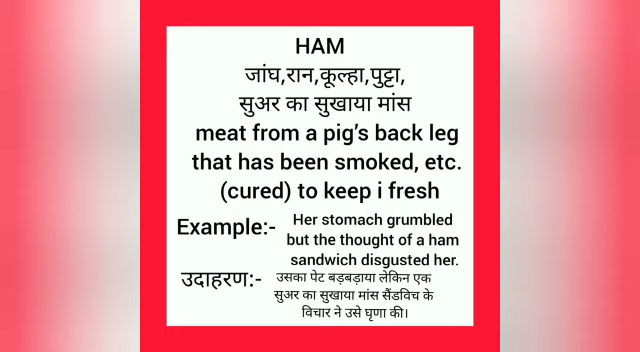 HAM
जांघ,रान,कूल्हा,पुट्टा,
सुअर का सुखाया मांस
meat from a pig's back leg
that has been smoked, etc.
(cured) to keep i fresh
Example:- Her stomach grumbled
but the thought of a ham
sandwich disgusted her.
उदाहरण:- उसका पेट बड़बड़ाया लेकिन एक
सुअर का सुखाया मांस सैंडविच के
विचार ने उसे घृणा की।